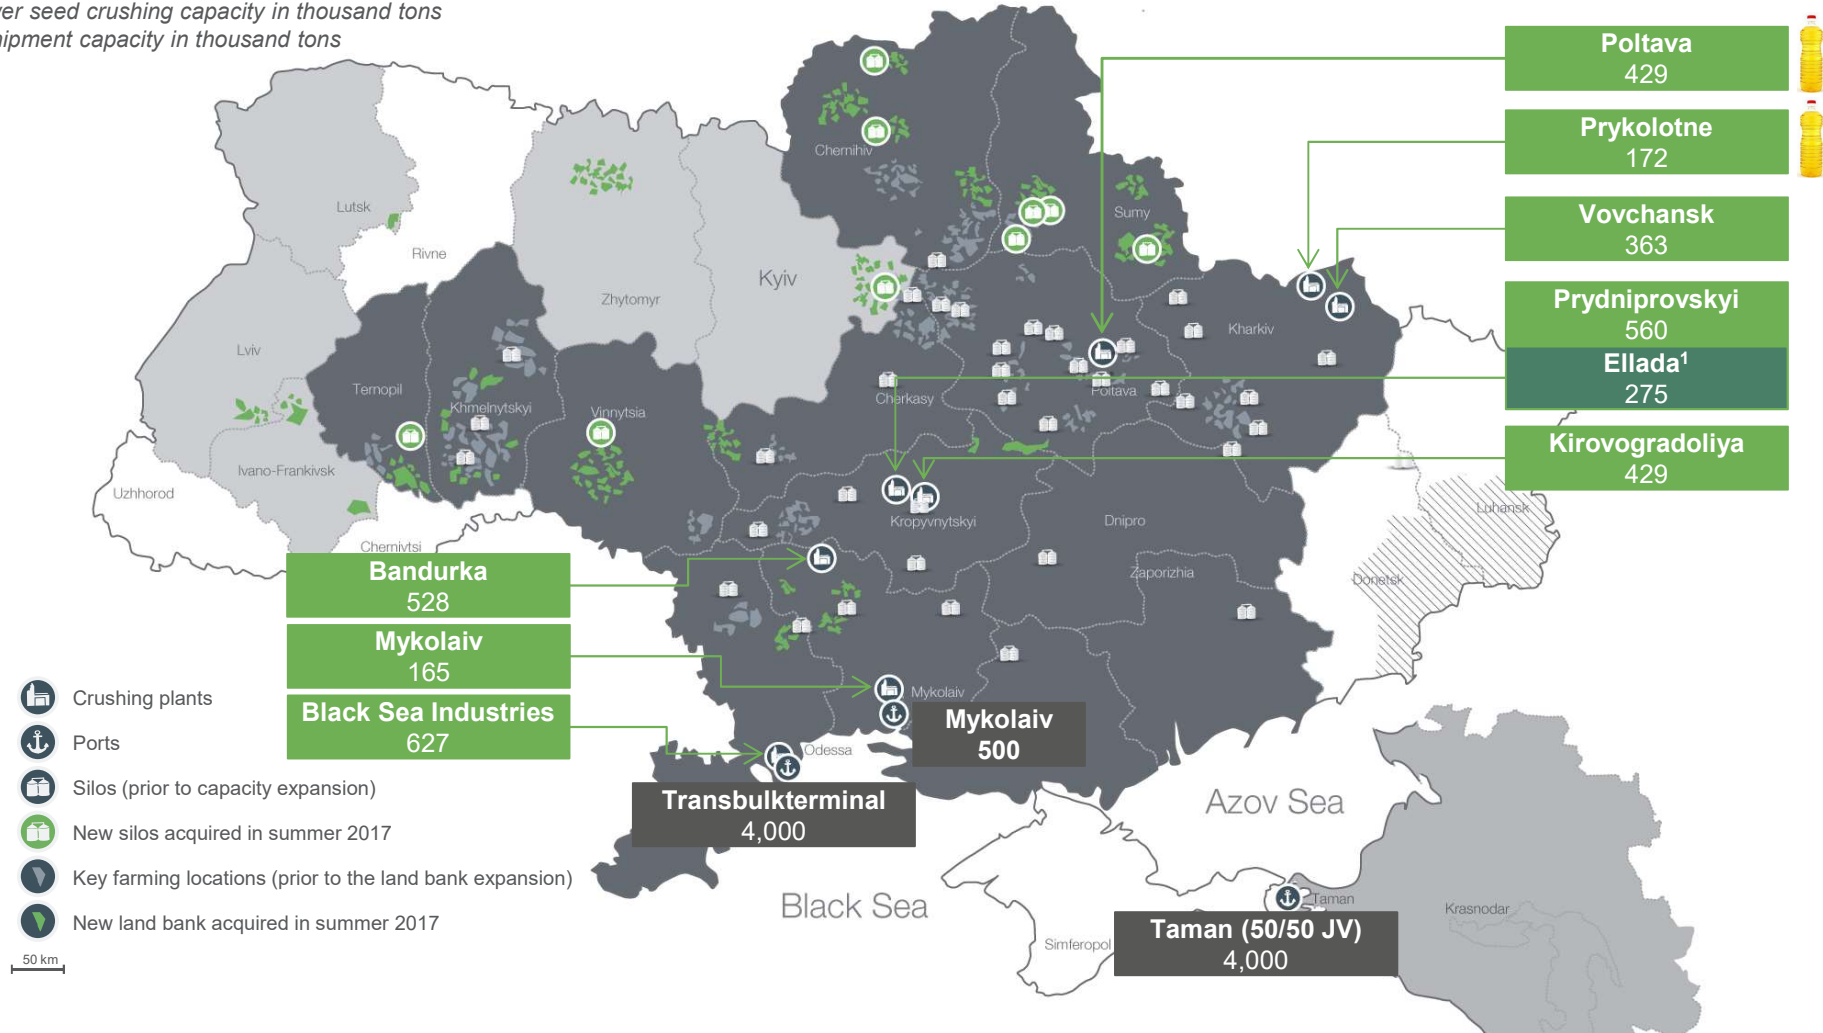 seed crushing capacity in thousand tons
capacity in thousand tons
Poltava
429
Prykolotne
172
Vovchansk
363
Prydniprovskyi
560
Ellada¹
275
Kirovogradoliya
429
Chernihiv
Sumy
Lutsk
Rivne
Kyiv
Zhytomyr
Kharkiv
Lviv
Ternopil
Khmelnytskyi
Vinnytsia
Cherkasy
Poltava
Ivano-Frankivsk
Uzhhorod
Kropyvnytskyi
Dnipro
Luhansk
Chernivtsi
Zaporizhia
Donetsk
Bandurka
528
Mykolaiv
165
Black Sea Industries
627
Mykolaiv
Mykolaiv
500
Odessa
Transbulkterminal
4,000
Azov Sea
Black Sea
Taman
Krasnodar
Simferopol
Taman (50/50 JV)
4,000
Crushing plants
Ports
Silos (prior to capacity expansion)
New silos acquired in summer 2017
Key farming locations (prior to the land bank expansion)
New land bank acquired in summer 2017
50 km